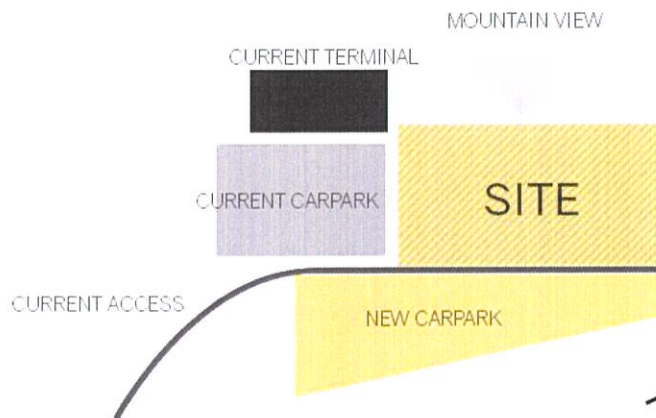 MOUNTAIN VIEW
CURRENT TERMINAL
CURRENT CARPARK
SITE
CURRENT ACCESS
NEW CARPARK